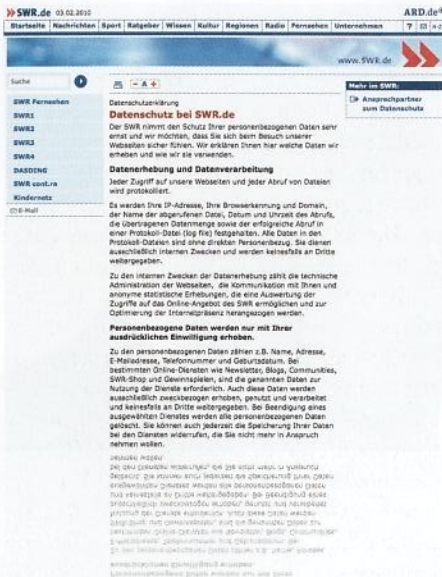 SWR.de 03.02.2010
ARD.de
Startseite Nachrichten Sport Ratgeber Wissen Kultur Regionen Radio Fernsehen Unternehmen
www.SWR.de
Suche
SWR Fernsehen
SWR1
SWR2
SWR3
SWR4
DASDING
SWR cont.ra
Kindernetz
E-Mail
- A +
Datenschutzerklärung
Datenschutz bei SWR.de
Der SWR nimmt den Schutz Ihrer personenbezogenen Daten sehr
ernst und wir möchten, dass Sie sich beim Besuch unserer
Webseiten sicher fühlen. Wir erklären Ihnen hier welche Daten wir
erheben und wie wir sie verwenden.
Datenerhebung und Datenverarbeitung
Jeder Zugriff auf unsere Webseiten und jeder Abruf von Dateien
wird protokolliert.
Es werden Ihre IP-Adresse, Ihre Browserkennung und Domain,
der Name der abgerufenen Datei, Datum und Uhrzeit des Abrufs,
die übertragenen Datenmenge sowie der erfolgreiche Abruf in
einer Protokoll-Datei (log file) festgehalten. Alle Daten in den
Protokoll-Dateien sind ohne direkten Personenbezug. Sie dienen
ausschließlich internen Zwecken und werden keinesfalls an Dritte
weitergegeben.
Zu den internen Zwecken der Datenerhebung zählt die technische
Administration der Webseiten, die Kommunikation mit Ihnen und
anonyme statistische Erhebungen, die eine Auswertung der
Zugriffe auf das Online-Angebot des SWR ermöglichen und zur
Optimierung der Internetpräsenz herangezogen werden.
Personenbezogene Daten werden nur mit Ihrer
ausdrücklichen Einwilligung erhoben.
Zu den personenbezogenen Daten zählen z.B. Name, Adresse,
E-Mailadresse, Telefonnummer und Geburtsdatum. Bei
bestimmten Online-Diensten wie Newsletter, Blogs, Communities,
SWR-Shop und Gewinnspielen, sind die genannten Daten zur
Nutzung der Dienste erforderlich. Auch diese Daten werden
ausschließlich zweckbezogen erhoben, genutzt und verarbeitet
und keinesfalls an Dritte weitergegeben. Bei Beendigung eines
ausgewählten Dienstes werden alle personenbezogenen Daten
gelöscht. Sie können auch jederzeit die Speicherung Ihrer Daten
bei den Diensten widerrufen, die Sie nicht mehr in Anspruch
nehmen wollen.
Mehr im SWR:
Ansprechpartner
zum Datenschutz